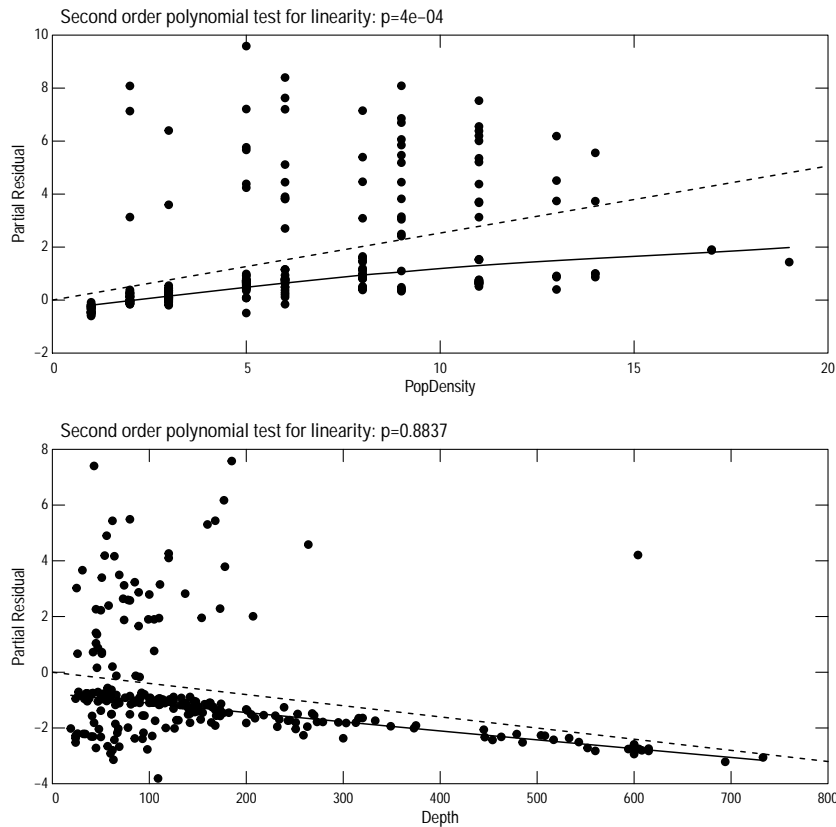 Second order polynomial test for linearity: p=4e−04
10
8
6
4
2
0
−2
Partial Residual
0 5 10 15 20
PopDensity
Second order polynomial test for linearity: p=0.8837
8
6
4
2
0
−2
−4
Partial Residual
0 100 200 300 400 500 600 700 800
Depth